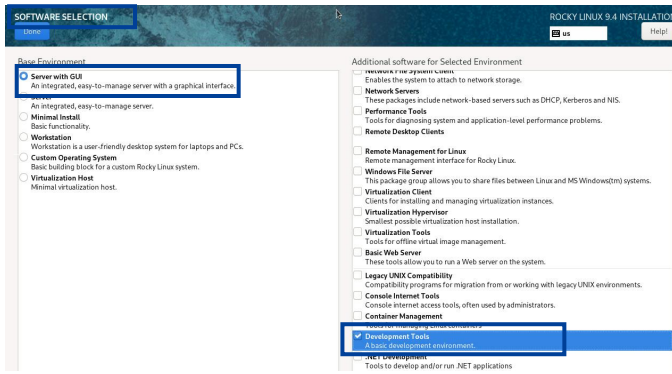 SOFTWARE SELECTION
Done
ROCKY LINUX 9.4 INSTALLATION
us
Help!
Base Environment
Server with GUI
An integrated, easy-to-manage server with a graphical interface.
Server
An integrated, easy-to-manage server.
Minimal Install
Basic functionality.
Workstation
Workstation is a user-friendly desktop system for laptops and PCs.
Custom Operating System
Basic building block for a custom Rocky Linux system.
Virtualization Host
Minimal virtualization host.
Additional software for Selected Environment
Network File System Client
Enables the system to attach to network storage.
Network Servers
These packages include network-based servers such as DHCP, Kerberos and NIS.
Performance Tools
Tools for diagnosing system and application-level performance problems.
Remote Desktop Clients
Remote Management for Linux
Remote management interface for Rocky Linux.
Windows File Server
This package group allows you to share files between Linux and MS Windows(tm) systems.
Virtualization Client
Clients for installing and managing virtualization instances.
Virtualization Hypervisor
Smallest possible virtualization host installation.
Virtualization Tools
Tools for offline virtual image management.
Basic Web Server
These tools allow you to run a Web server on the system.
Legacy UNIX Compatibility
Compatibility programs for migration from or working with legacy UNIX environments.
Console Internet Tools
Console internet access tools, often used by administrators.
Container Management
Tools for managing Linux containers
Development Tools
A basic development environment.
.NET Development
Tools to develop and/or run .NET applications